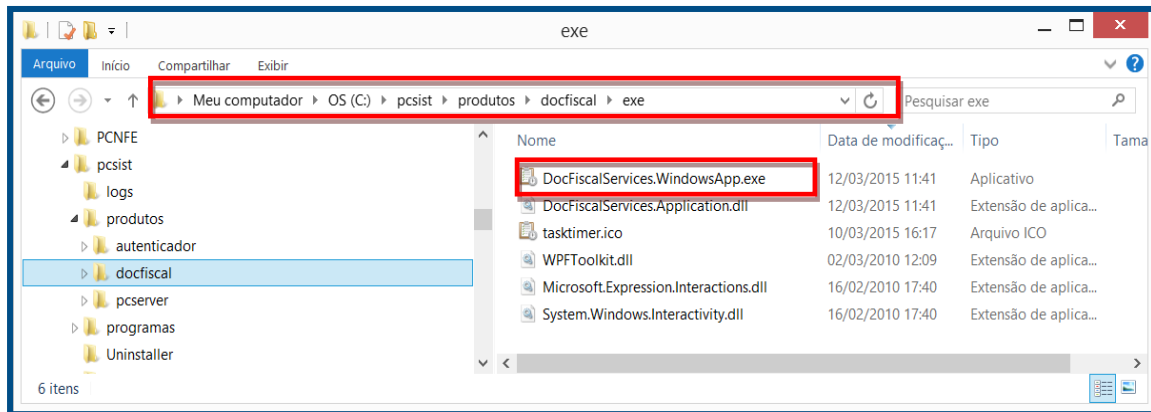 exe
Arquivo Início Compartilhar Exibir
Meu computador OS (C:) pcsist produtos docfiscal exe Pesquisar exe
PCNFE
pcsist
logs
produtos
autenticador
docfiscal
pcserver
programas
Uninstaller
Nome Data de modificaç... Tipo Tama
DocFiscalServices.WindowsApp.exe 12/03/2015 11:41 Aplicativo
DocFiscalServices.Application.dll 12/03/2015 11:41 Extensão de aplica...
tasktimer.ico 10/03/2015 16:17 Arquivo ICO
WPFToolkit.dll 02/03/2010 12:09 Extensão de aplica...
Microsoft.Expression.Interactions.dll 16/02/2010 17:40 Extensão de aplica...
System.Windows.Interactivity.dll 16/02/2010 17:40 Extensão de aplica...
6 itens